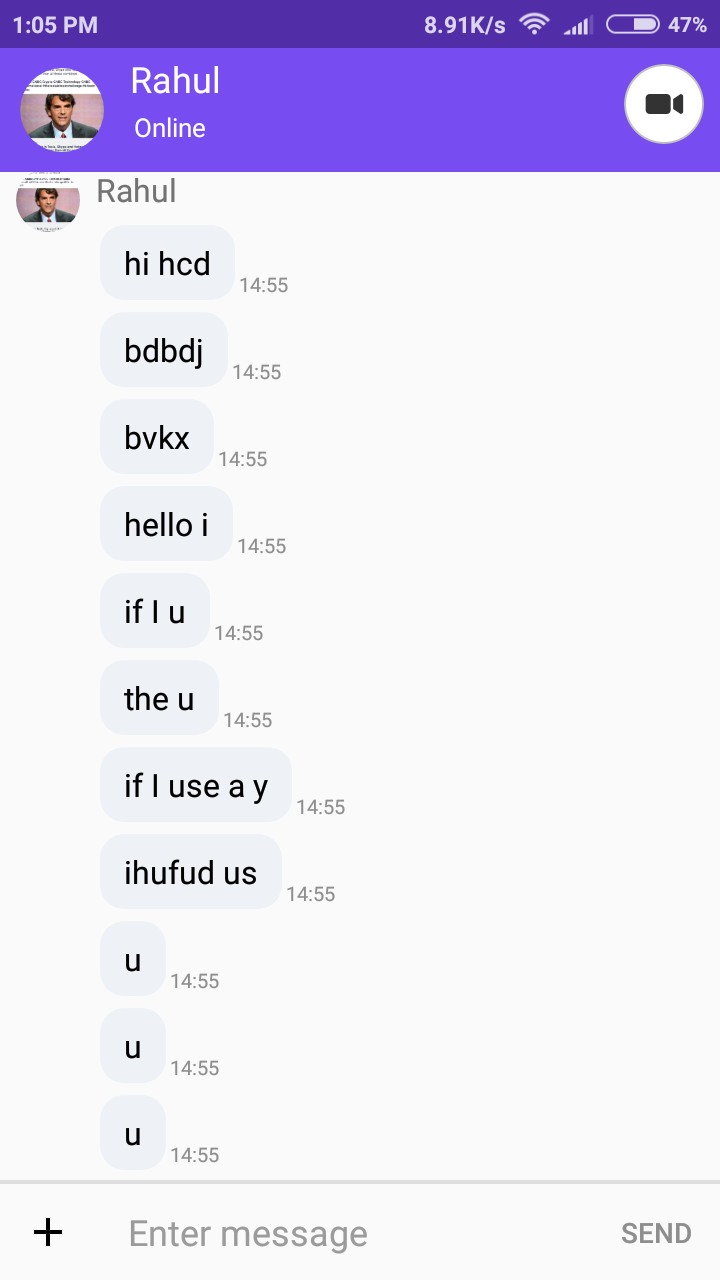 1:05 PM 8.91K/s 47%
Rahul
Online
Rahul
hi hcd
14:55
bdbdj
14:55
bvkx
14:55
hello i
14:55
if I u
14:55
the u
14:55
if I use a y
14:55
ihufud us
14:55
u
14:55
u
14:55
u
14:55
+ Enter message SEND